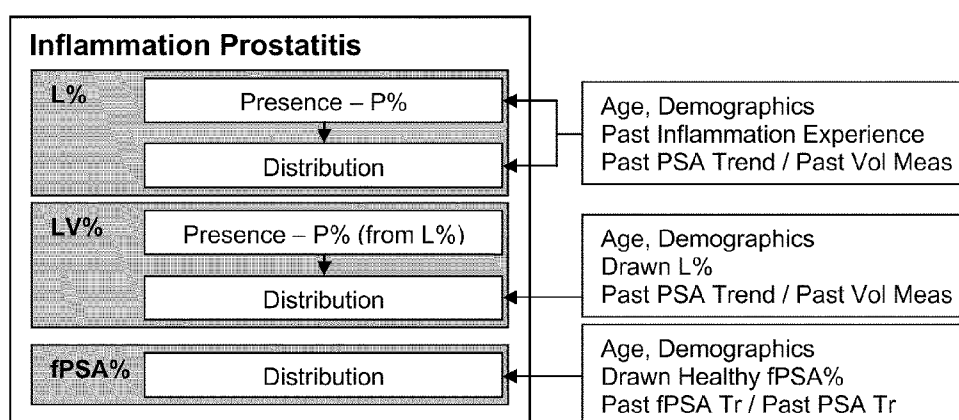 Inflammation Prostatitis
L%
Presence – P%
Distribution
Age, Demographics
Past Inflammation Experience
Past PSA Trend / Past Vol Meas
LV%
Presence – P% (from L%)
Distribution
Age, Demographics
Drawn L%
Past PSA Trend / Past Vol Meas
fPSA%
Distribution
Age, Demographics
Drawn Healthy fPSA%
Past fPSA Tr / Past PSA Tr